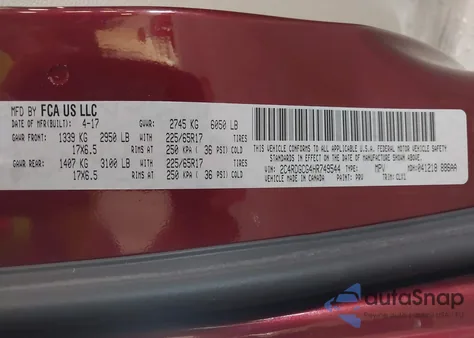 MFD BY FCA US LLC
DATE OF MFR(BUILT): 4-17 GVWR: 2745 KG 6050 LB
GAWR FRONT: 1339 KG 2950 LB WITH 225/65R17 TIRES
17X6.5 RIMS AT 250 KPA ( 36 PSI) COLD
GAWR REAR: 1407 KG 3100 LB WITH 225/65R17 TIRES
17X6.5 RIMS AT 250 KPA ( 36 PSI) COLD
THIS VEHICLE CONFORMS TO ALL APPLICABLE U.S.A. FEDERAL MOTOR VEHICLE SAFETY
STANDARDS IN EFFECT ON THE DATE OF MANUFACTURE SHOWN ABOVE.
VIN: 2C4RDGCG4HR749544 TYPE: MPV MDH: 041218 888AA
VEHICLE MADE IN CANADA PAINT: PRV TRIM: CLX1
autoSnap